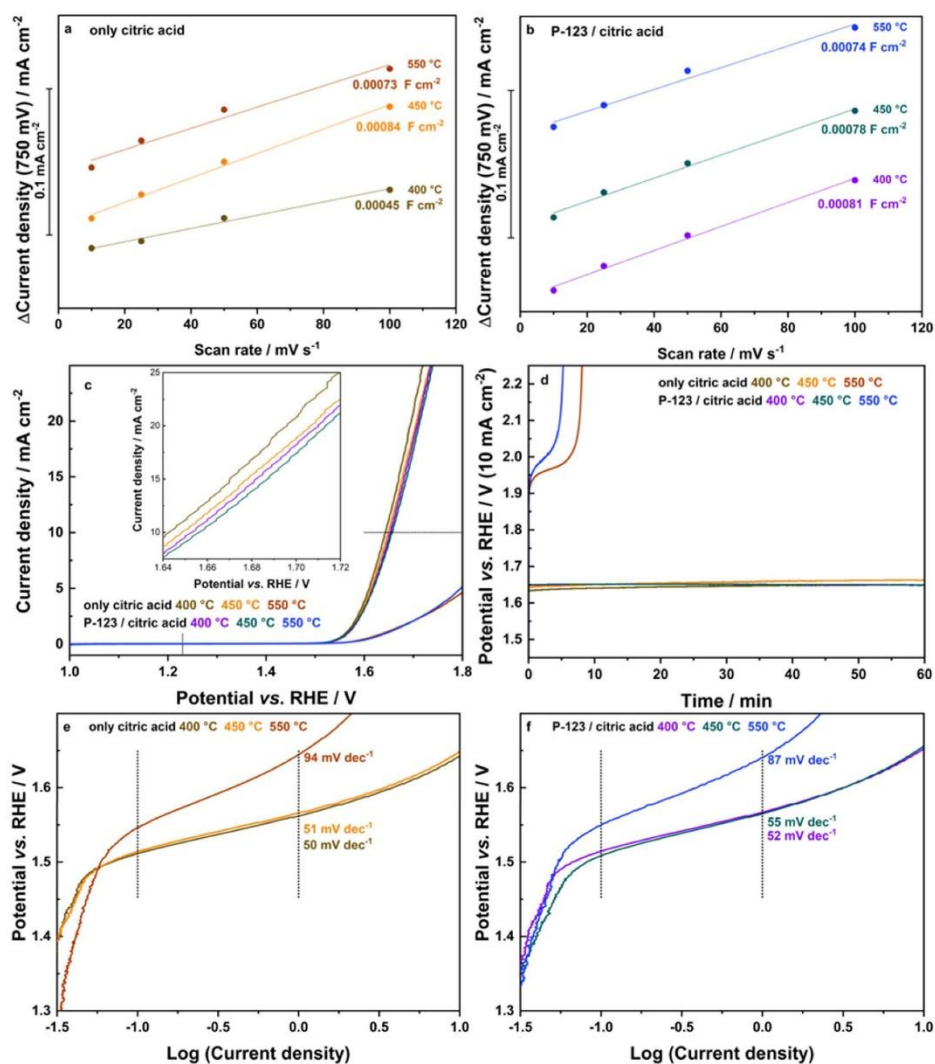 a only citric acid
550 °C
0.00073 F cm⁻²
450 °C
0.00084 F cm⁻²
400 °C
0.00045 F cm⁻²
0.1 mA cm⁻²
ΔCurrent density (750 mV) / mA cm⁻²
0 20 40 60 80 100 120
Scan rate / mV s⁻¹
b P-123 / citric acid
550 °C
0.00074 F cm⁻²
450 °C
0.00078 F cm⁻²
400 °C
0.00081 F cm⁻²
0.1 mA cm⁻²
ΔCurrent density (750 mV) / mA cm⁻²
0 20 40 60 80 100 120
Scan rate / mV s⁻¹
c
Current density / mA cm⁻²
20
15
10
5
0
25
20
15
10
Current density / mA cm⁻²
1.64 1.66 1.68 1.70 1.72
Potential vs. RHE / V
only citric acid 400 °C 450 °C 550 °C
P-123 / citric acid 400 °C 450 °C 550 °C
1.0 1.2 1.4 1.6 1.8
Potential vs. RHE / V
d
only citric acid 400 °C 450 °C 550 °C
P-123 / citric acid 400 °C 450 °C 550 °C
Potential vs. RHE / V (10 mA cm⁻²)
2.2
2.1
2.0
1.9
1.8
1.7
1.6
1.5
0 10 20 30 40 50 60
Time / min
e only citric acid 400 °C 450 °C 550 °C
94 mV dec⁻¹
51 mV dec⁻¹
50 mV dec⁻¹
Potential vs. RHE / V
1.6
1.5
1.4
1.3
-1.5 -1.0 -0.5 0.0 0.5 1.0
Log (Current density)
f P-123 / citric acid 400 °C 450 °C 550 °C
87 mV dec⁻¹
55 mV dec⁻¹
52 mV dec⁻¹
Potential vs. RHE / V
1.6
1.5
1.4
1.3
-1.5 -1.0 -0.5 0.0 0.5 1.0
Log (Current density)